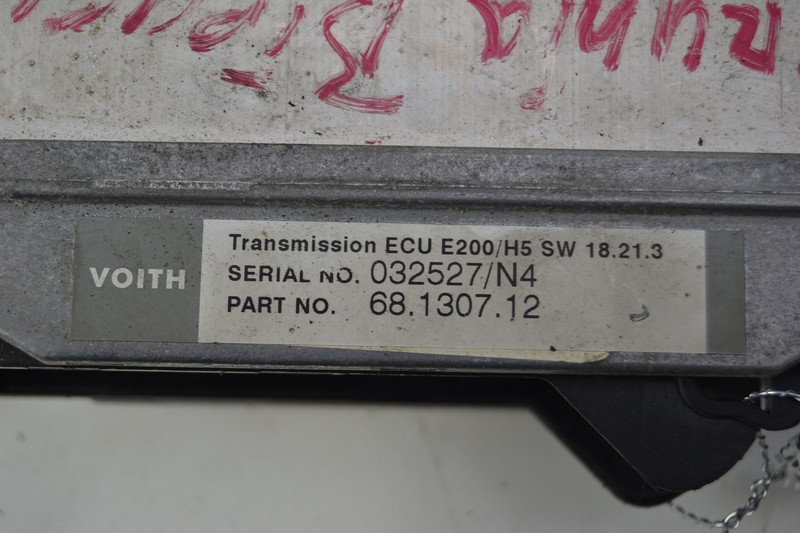 VOITH
Transmission ECU E200/H5 SW 18.21.3
SERIAL NO. 032527/N4
PART NO. 68.1307.12